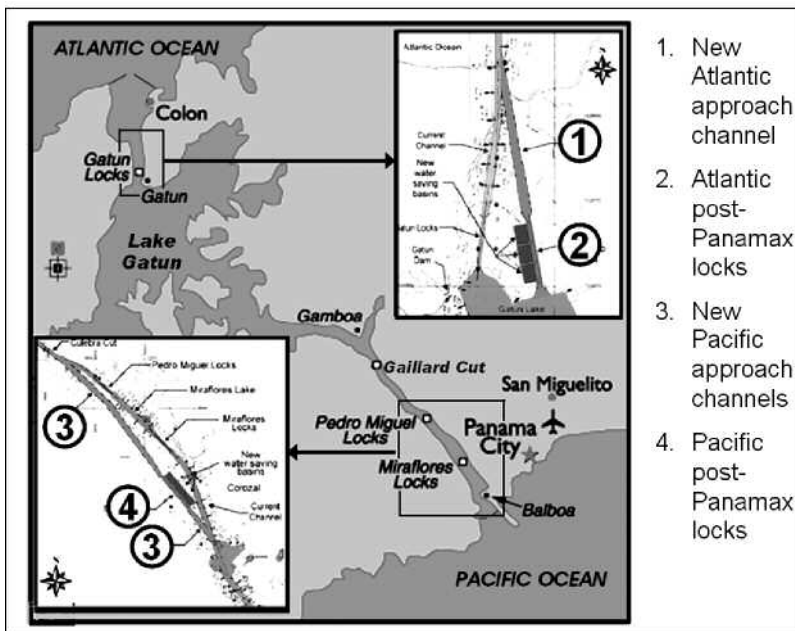 ATLANTIC OCEAN
Colon
Gatun
Locks
Gatun
Lake
Gatun
Gamboa
Gaillard Cut
San Miguelito
Pedro Miguel
Locks
Panama
City
Miraflores
Locks
Balboa
PACIFIC OCEAN
Atlantic Ocean
Current
Channel
New
water
saving
basins
Gatun
Dam
Gatun Lake
1
2
Culebra Cut
Pedro Miguel Locks
Miraflores Lake
Miraflores
Locks
New
water saving
basins
Corozal
Current
Channel
3
4
3
1. New
Atlantic
approach
channel
2. Atlantic
post-
Panamax
locks
3. New
Pacific
approach
channels
4. Pacific
post-
Panamax
locks